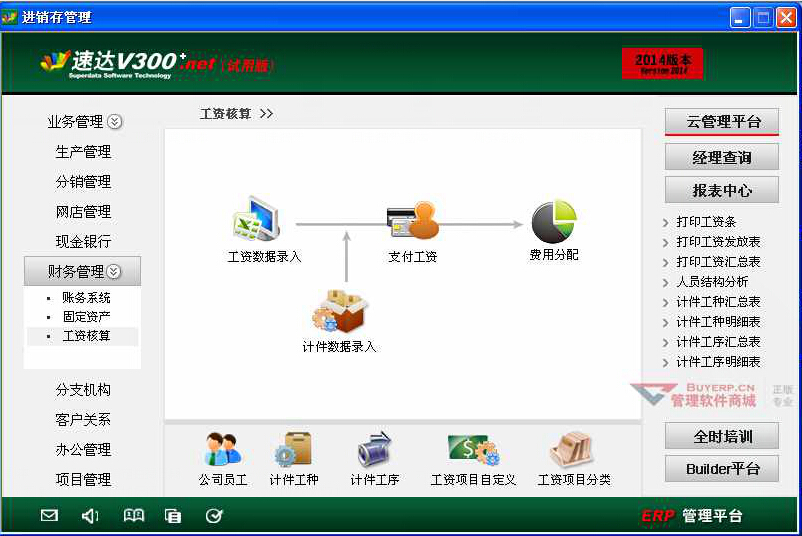 进销存管理
速达V300+.net(试用版)
Superdata Software Technology
2014版本
Version 2014
业务管理
生产管理
分销管理
网店管理
现金银行
财务管理
账务系统
固定资产
工资核算
分支机构
客户关系
办公管理
项目管理
工资核算 >>
工资数据录入
支付工资
费用分配
计件数据录入
公司员工
计件工种
计件工序
工资项目自定义
工资项目分类
云管理平台
经理查询
报表中心
打印工资条
打印工资发放表
打印工资汇总表
人员结构分析
计件工种汇总表
计件工种明细表
计件工序汇总表
计件工序明细表
BUYERP.CN
管理软件商城
正版
专业
全时培训
Builder平台
ERP 管理平台